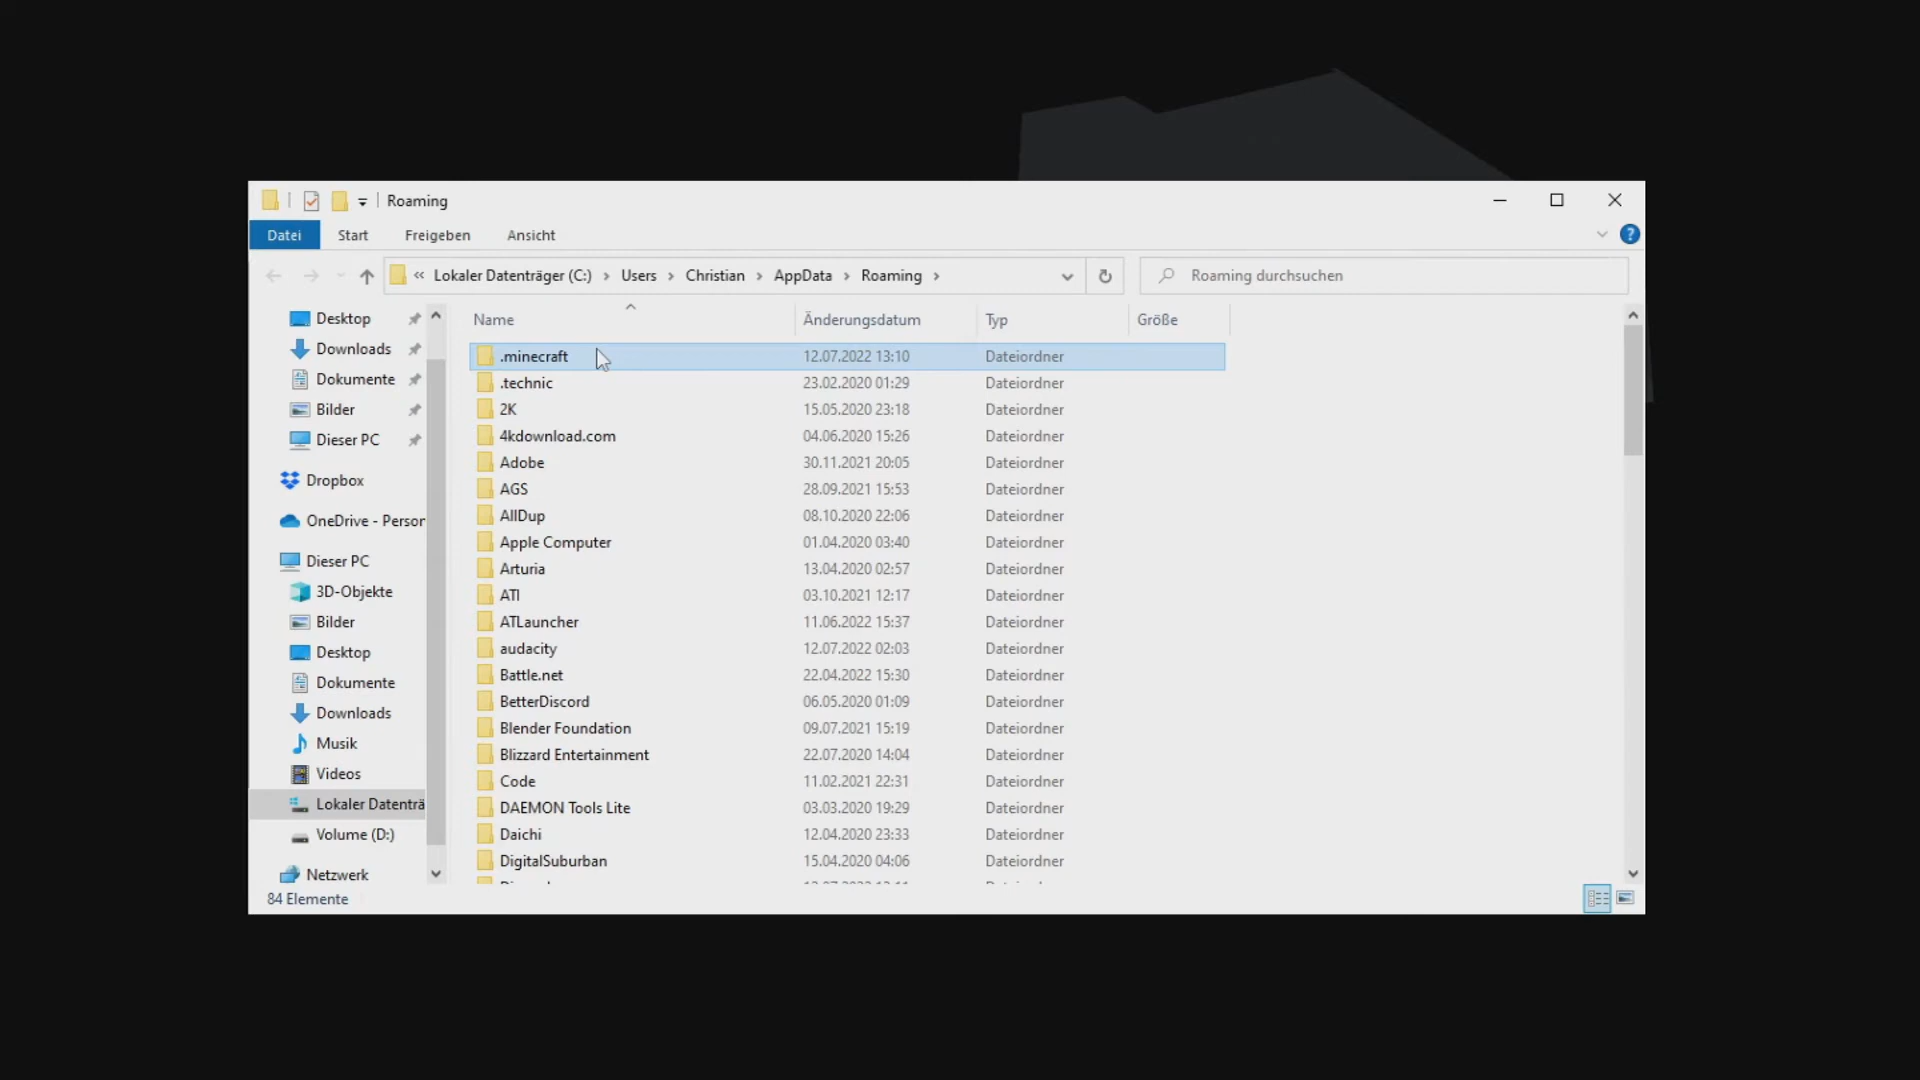 Roaming
Datei Start Freigeben Ansicht
« Lokaler Datenträger (C:) › Users › Christian › AppData › Roaming ›
Roaming durchsuchen
Desktop
Downloads
Dokumente
Bilder
Dieser PC
Dropbox
OneDrive - Person
Dieser PC
3D-Objekte
Bilder
Desktop
Dokumente
Downloads
Musik
Videos
Lokaler Datenträ
Volume (D:)
Netzwerk
Name Änderungsdatum Typ Größe
.minecraft 12.07.2022 13:10 Dateiordner
.technic 23.02.2020 01:29 Dateiordner
2K 15.05.2020 23:18 Dateiordner
4kdownload.com 04.06.2020 15:26 Dateiordner
Adobe 30.11.2021 20:05 Dateiordner
AGS 28.09.2021 15:53 Dateiordner
AllDup 08.10.2020 22:06 Dateiordner
Apple Computer 01.04.2020 03:40 Dateiordner
Arturia 13.04.2020 02:57 Dateiordner
ATI 03.10.2021 12:17 Dateiordner
ATLauncher 11.06.2022 15:37 Dateiordner
audacity 12.07.2022 02:03 Dateiordner
Battle.net 22.04.2022 15:30 Dateiordner
BetterDiscord 06.05.2020 01:09 Dateiordner
Blender Foundation 09.07.2021 15:19 Dateiordner
Blizzard Entertainment 22.07.2020 14:04 Dateiordner
Code 11.02.2021 22:31 Dateiordner
DAEMON Tools Lite 03.03.2020 19:29 Dateiordner
Daichi 12.04.2020 23:33 Dateiordner
DigitalSuburban 15.04.2020 04:06 Dateiordner
84 Elemente